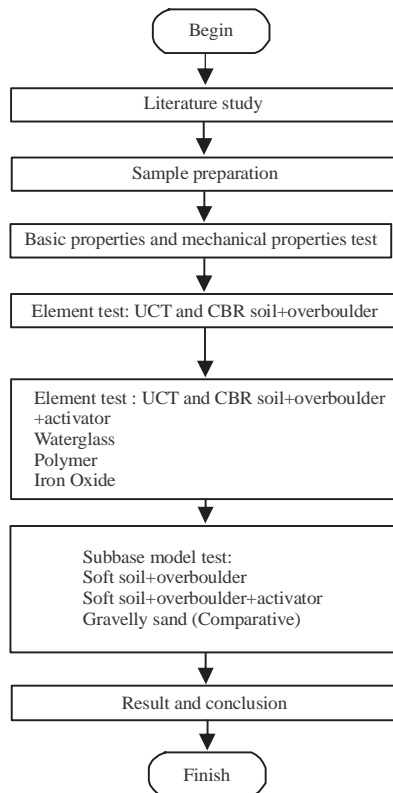 Begin
Literature study
Sample preparation
Basic properties and mechanical properties test
Element test: UCT and CBR soil+overboulder
Element test : UCT and CBR soil+overboulder
+activator
Waterglass
Polymer
Iron Oxide
Subbase model test:
Soft soil+overboulder
Soft soil+overboulder+activator
Gravelly sand (Comparative)
Result and conclusion
Finish